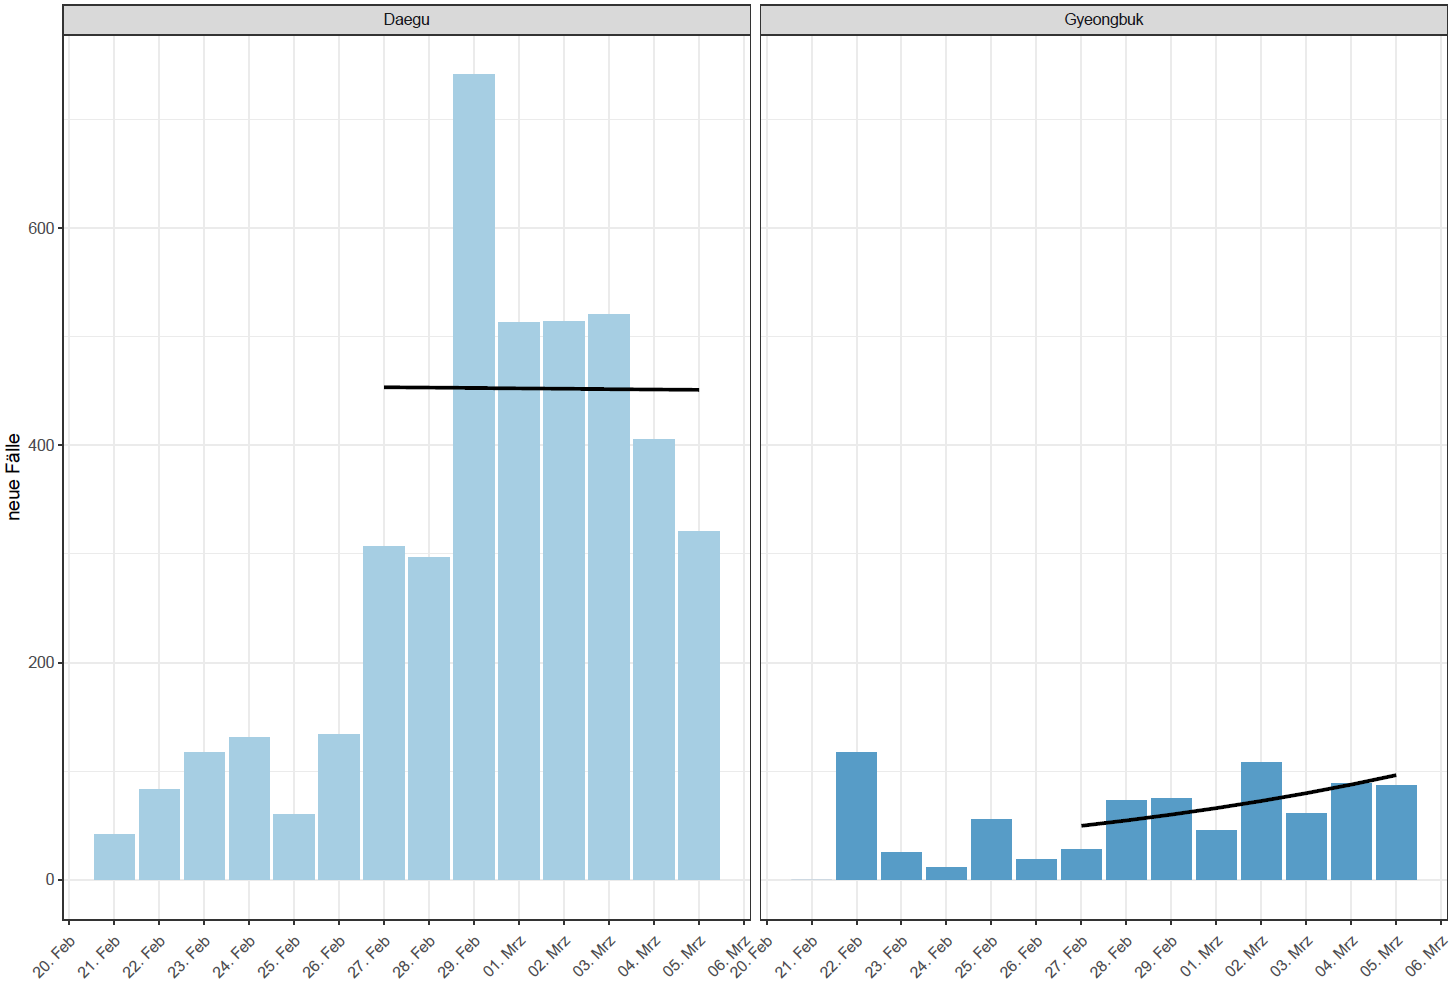 Daegu
Gyeongbuk
neue Fälle
600
400
200
0
20. Feb
21. Feb
22. Feb
23. Feb
24. Feb
25. Feb
26. Feb
27. Feb
28. Feb
29. Feb
01. Mrz
02. Mrz
03. Mrz
04. Mrz
05. Mrz
06. Mrz
20. Feb
21. Feb
22. Feb
23. Feb
24. Feb
25. Feb
26. Feb
27. Feb
28. Feb
29. Feb
01. Mrz
02. Mrz
03. Mrz
04. Mrz
05. Mrz
06. Mrz